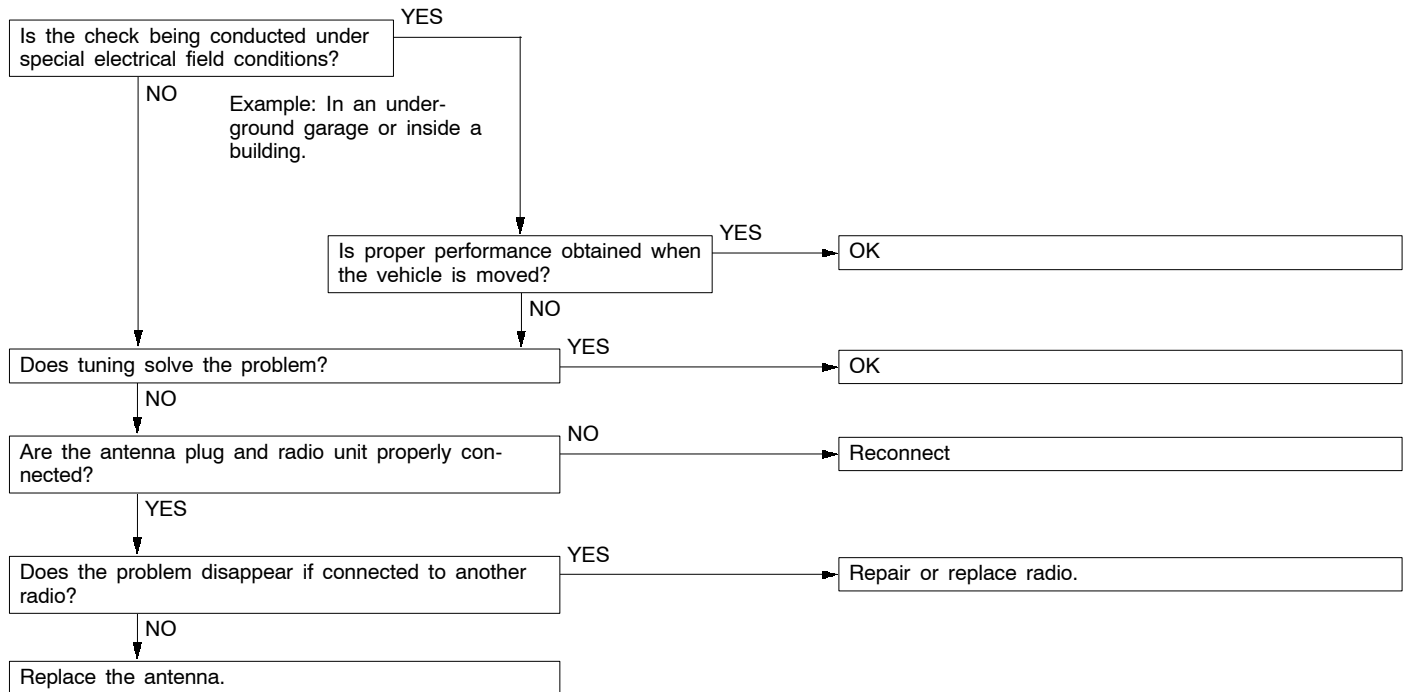 YES
Is the check being conducted under
special electrical field conditions?
NO
Example: In an under-
ground garage or inside a
building.
YES
Is proper performance obtained when
the vehicle is moved?
OK
NO
YES
Does tuning solve the problem?
OK
NO
NO
Are the antenna plug and radio unit properly con-
nected?
Reconnect
YES
YES
Does the problem disappear if connected to another
radio?
Repair or replace radio.
NO
Replace the antenna.